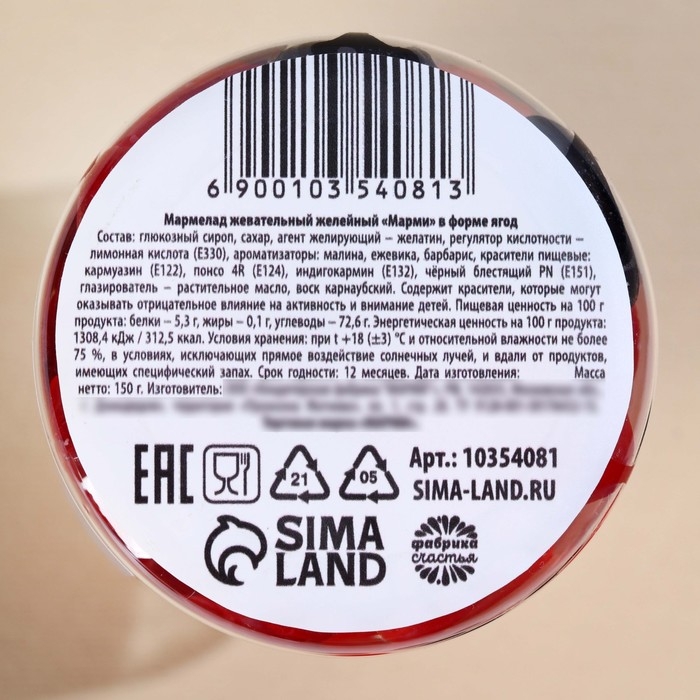 6 900103 540813
Мармелад жевательный желейный «Марми» в форме ягод
Состав: глюкозный сироп, сахар, агент желирующий – желатин, регулятор кислотности –
лимонная кислота (Е330), ароматизаторы: малина, ежевика, барбарис, красители пищевые:
кармуазин (Е122), понсо 4R (Е124), индигокармин (Е132), чёрный блестящий PN (Е151),
глазирователь – растительное масло, воск карнаубский. Содержит красители, которые могут
оказывать отрицательное влияние на активность и внимание детей. Пищевая ценность на 100 г
продукта: белки – 5,3 г, жиры – 0,1 г, углеводы – 72,6 г. Энергетическая ценность на 100 г продукта:
1308,4 кДж / 312,5 ккал. Условия хранения: при t +18 (±3) °С и относительной влажности не более
75 %, в условиях, исключающих прямое воздействие солнечных лучей, и вдали от продуктов,
имеющих специфический запах. Срок годности: 12 месяцев. Дата изготовления: Масса
нетто: 150 г. Изготовитель:
EAC 21 05 Арт.: 10354081
SIMA-LAND.RU
SIMA
LAND
фабрика
счастья